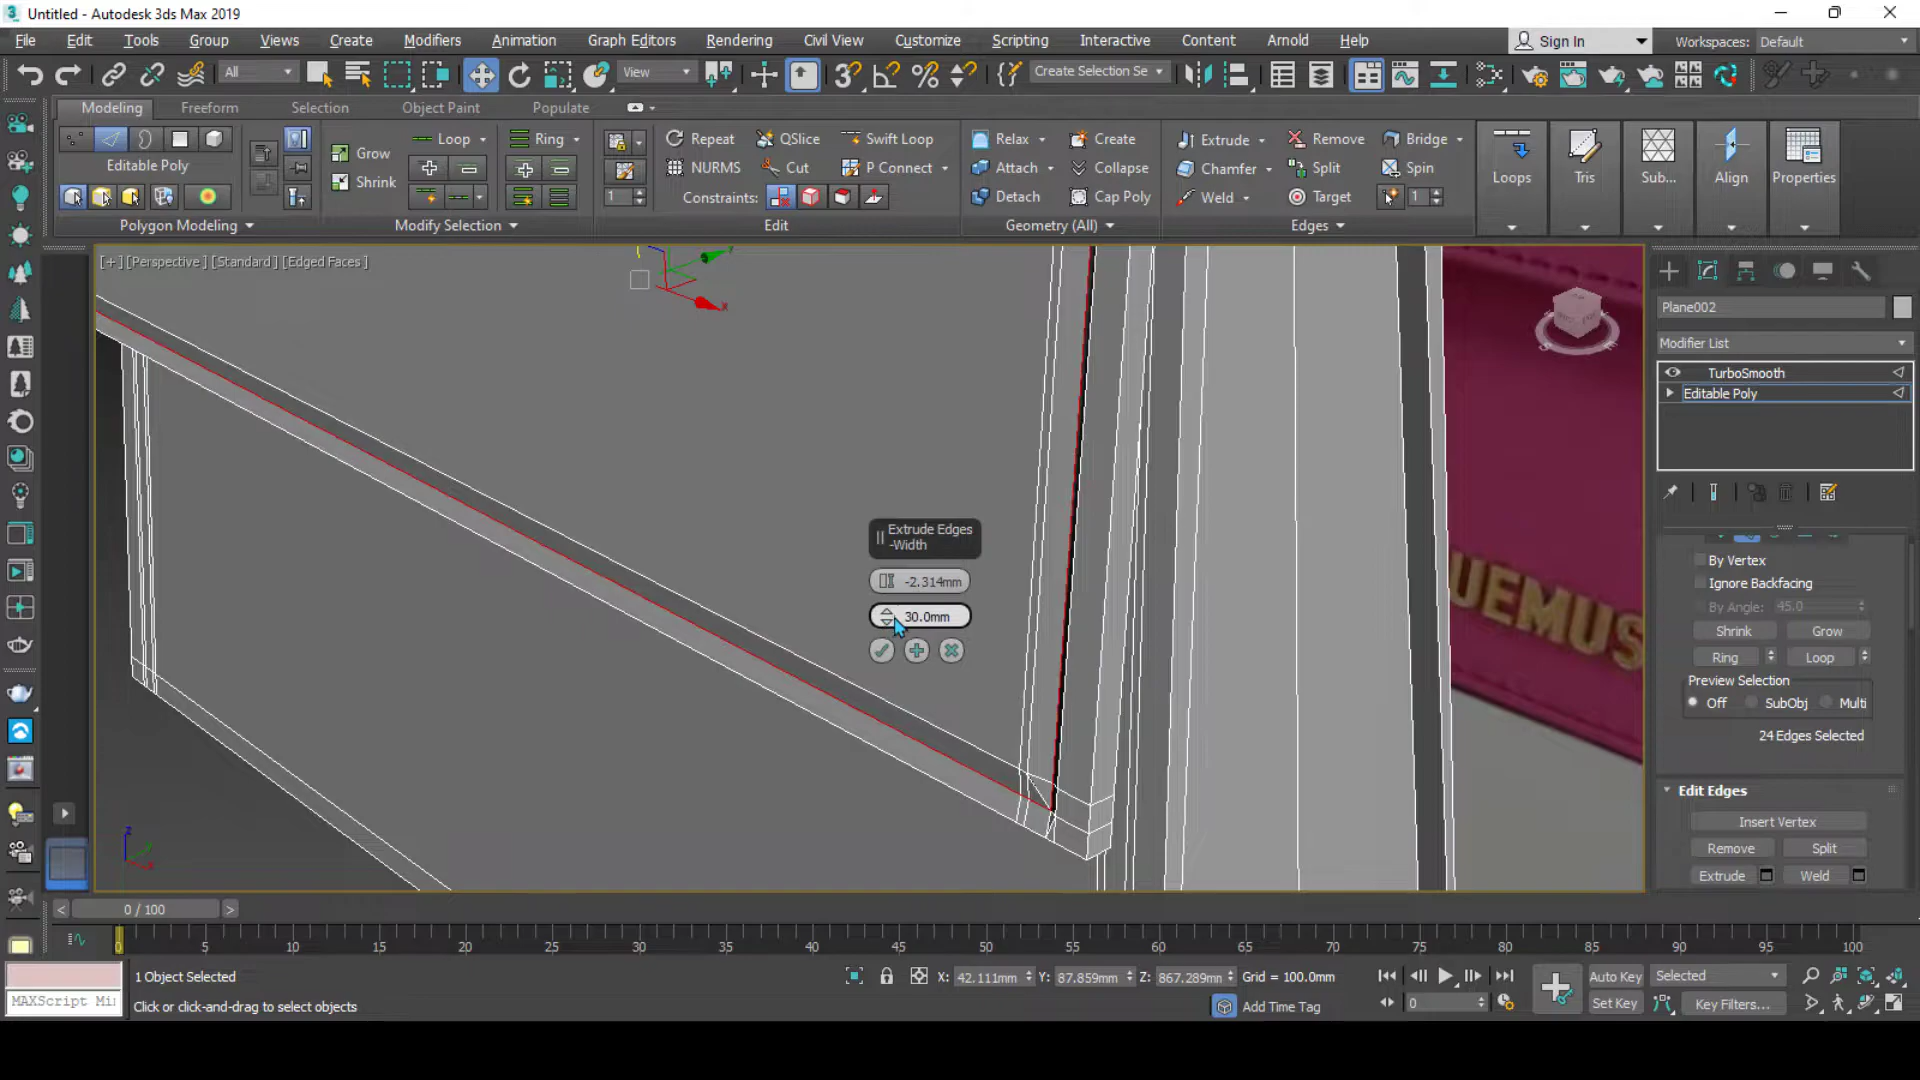 Untitled - Autodesk 3ds Max 2019
File Edit Tools Group Views Create Modifiers Animation Graph Editors Rendering Civil View Customize Scripting Interactive Content Arnold Help Sign In Workspaces: Default
All View Create Selection Se
Modeling Freeform Selection Object Paint Populate
Loop Ring Repeat QSlice Swift Loop Relax Create Extrude Remove Bridge
Grow
Editable Poly NURMS Cut P Connect Attach Collapse Chamfer Split Spin Loops Tris Sub... Align Properties
Shrink
1 Constraints: Detach Cap Poly Weld Target 1
Polygon Modeling Modify Selection Edit Geometry (All) Edges
[+] [Perspective] [Standard] [Edged Faces]
x
z
Extrude Edges
-Width
-2.314mm
30.0mm
UEMUS
Plane002
Modifier List
TurboSmooth
Editable Poly
By Vertex
Ignore Backfacing
By Angle: 45.0
Shrink Grow
Ring Loop
Preview Selection
Off SubObj Multi
24 Edges Selected
Edit Edges
Insert Vertex
Remove Split
Extrude Weld
< 0 / 100 >
0 5 10 15 20 25 30 35 40 45 50 55 60 65 70 75 80 85 90 95 100
1 Object Selected X: 42.111mm Y: 87.859mm Z: 867.289mm Grid = 100.0mm Auto Key Selected
MAXScript Mi Click or click-and-drag to select objects Add Time Tag 0 Set Key Key Filters...